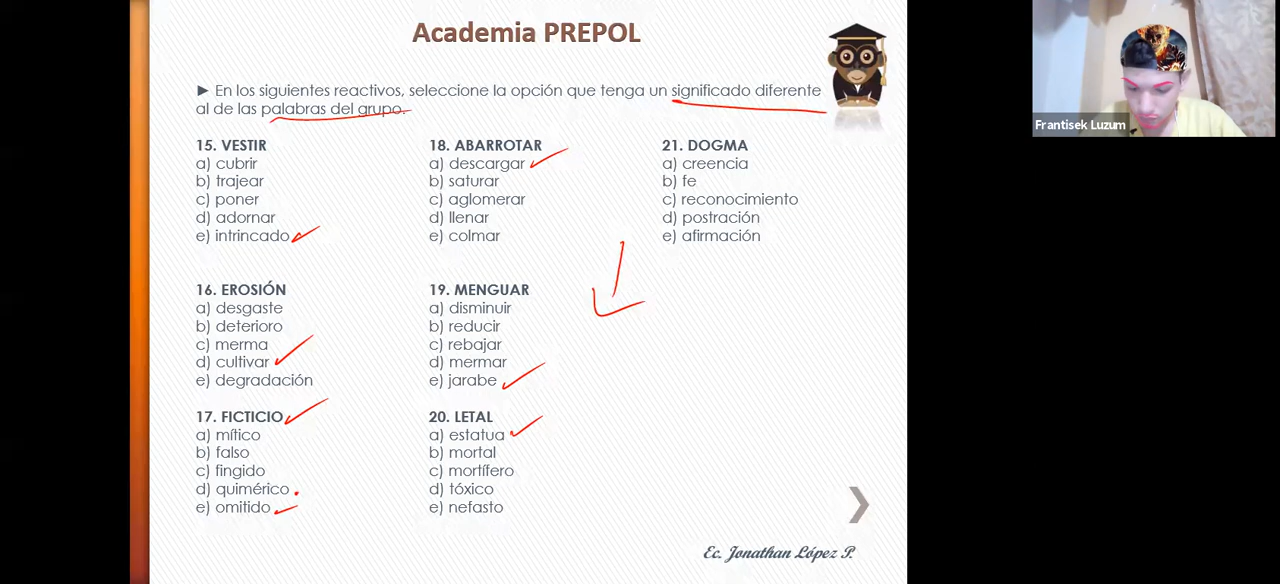 Academia PREPOL
► En los siguientes reactivos, seleccione la opción que tenga un significado diferente
al de las palabras del grupo.
15. VESTIR
a) cubrir
b) trajear
c) poner
d) adornar
e) intrincado
16. EROSIÓN
a) desgaste
b) deterioro
c) merma
d) cultivar
e) degradación
17. FICTICIO
a) mítico
b) falso
c) fingido
d) quimérico
e) omitido
18. ABARROTAR
a) descargar
b) saturar
c) aglomerar
d) llenar
e) colmar
19. MENGUAR
a) disminuir
b) reducir
c) rebajar
d) mermar
e) jarabe
20. LETAL
a) estatua
b) mortal
c) mortífero
d) tóxico
e) nefasto
21. DOGMA
a) creencia
b) fe
c) reconocimiento
d) postración
e) afirmación
Ec. Jonathan López P.
Frantisek Luzum